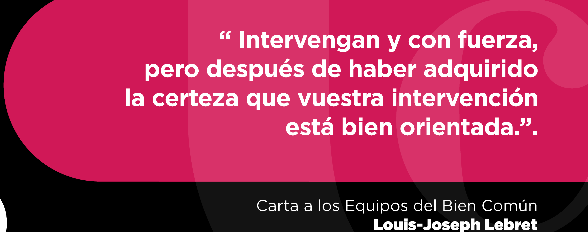 “ Intervengan y con fuerza,
pero después de haber adquirido
la certeza que vuestra intervención
está bien orientada.”.
Carta a los Equipos del Bien Común
Louis-Joseph Lebret